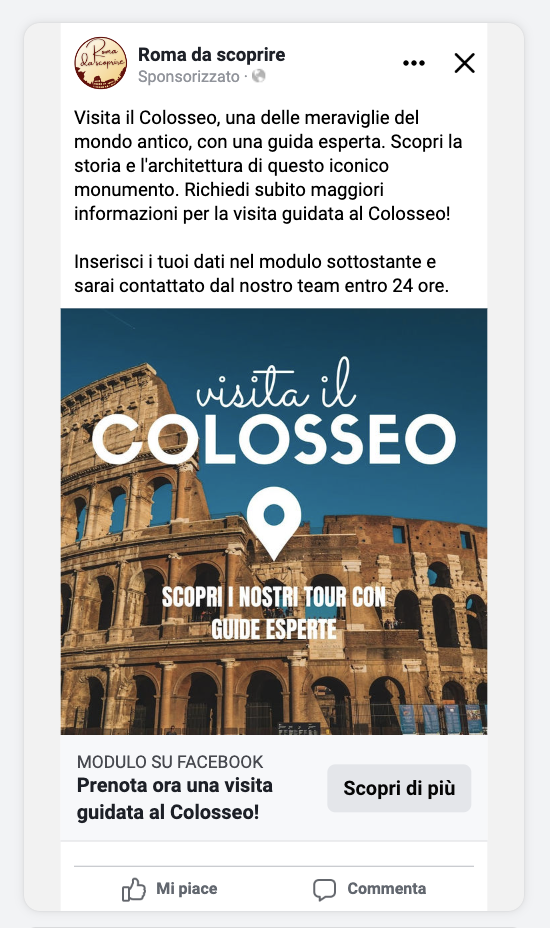 Roma
da scoprire
Roma da scoprire
Sponsorizzato ·
Visita il Colosseo, una delle meraviglie del
mondo antico, con una guida esperta. Scopri la
storia e l'architettura di questo iconico
monumento. Richiedi subito maggiori
informazioni per la visita guidata al Colosseo!
Inserisci i tuoi dati nel modulo sottostante e
sarai contattato dal nostro team entro 24 ore.
visita il
COLOSSEO
SCOPRI I NOSTRI TOUR CON
GUIDE ESPERTE
MODULO SU FACEBOOK
Prenota ora una visita
guidata al Colosseo!
Scopri di più
Mi piace
Commenta